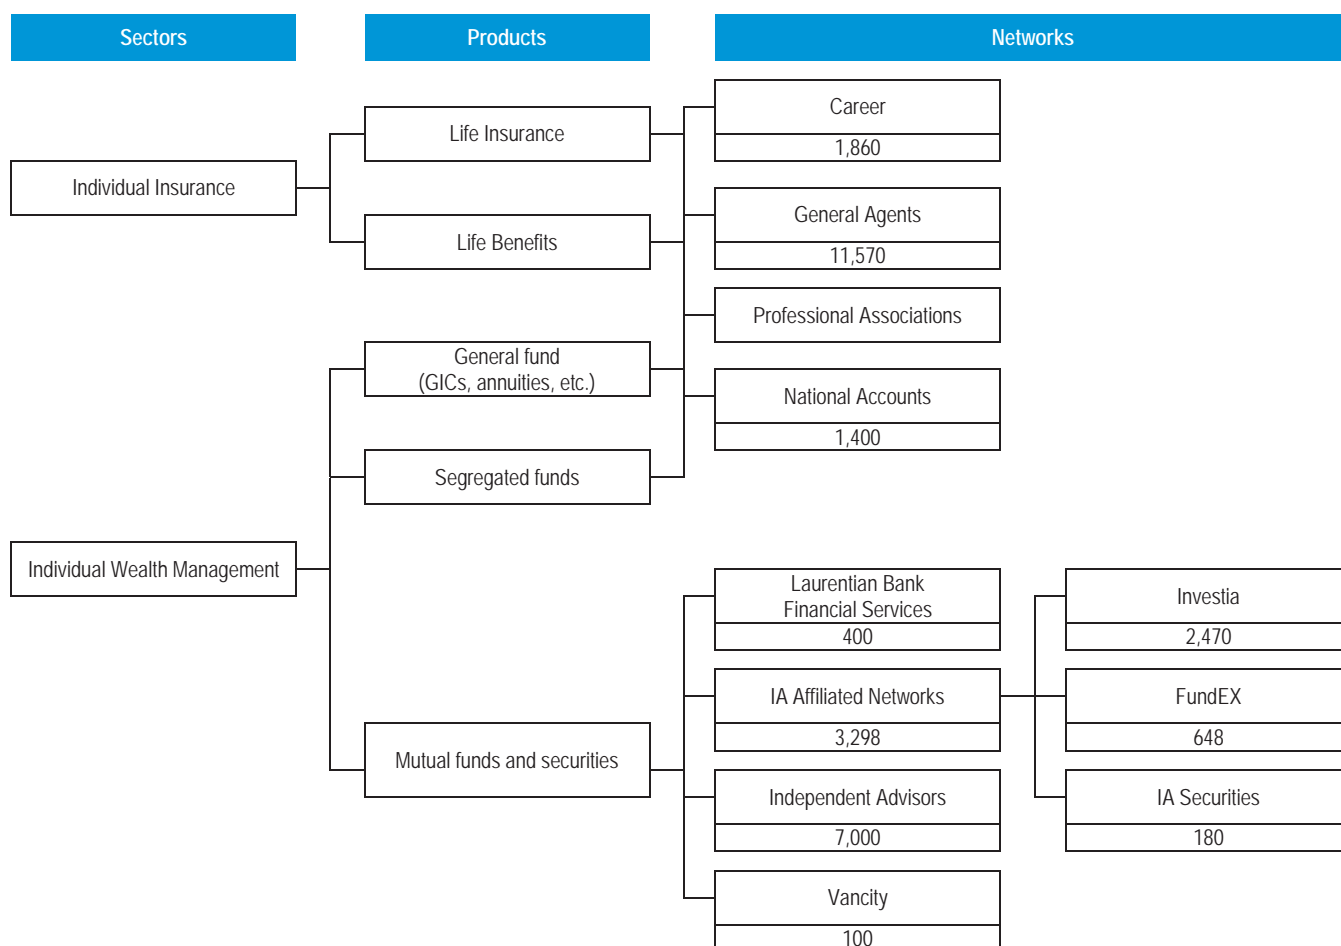 Sectors
Products
Networks
Individual Insurance
Life Insurance
Life Benefits
Career
1,860
General Agents
11,570
Professional Associations
National Accounts
1,400
Individual Wealth Management
General fund
(GICs, annuities, etc.)
Segregated funds
Mutual funds and securities
Laurentian Bank
Financial Services
400
IA Affiliated Networks
3,298
Independent Advisors
7,000
Vancity
100
Investia
2,470
FundEX
648
IA Securities
180